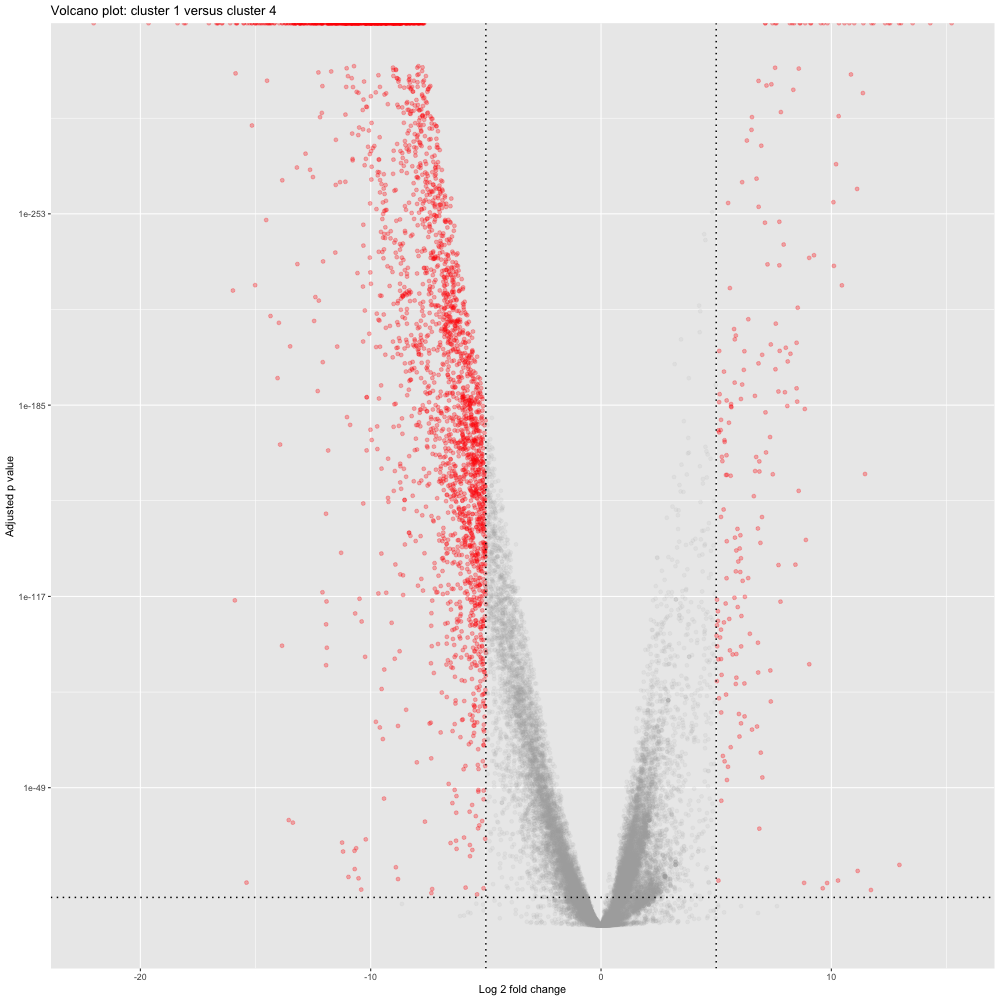 Volcano plot: cluster 1 versus cluster 4
Adjusted p value
1e-253
1e-185
1e-117
1e-49
-20
-10
0
10
Log 2 fold change